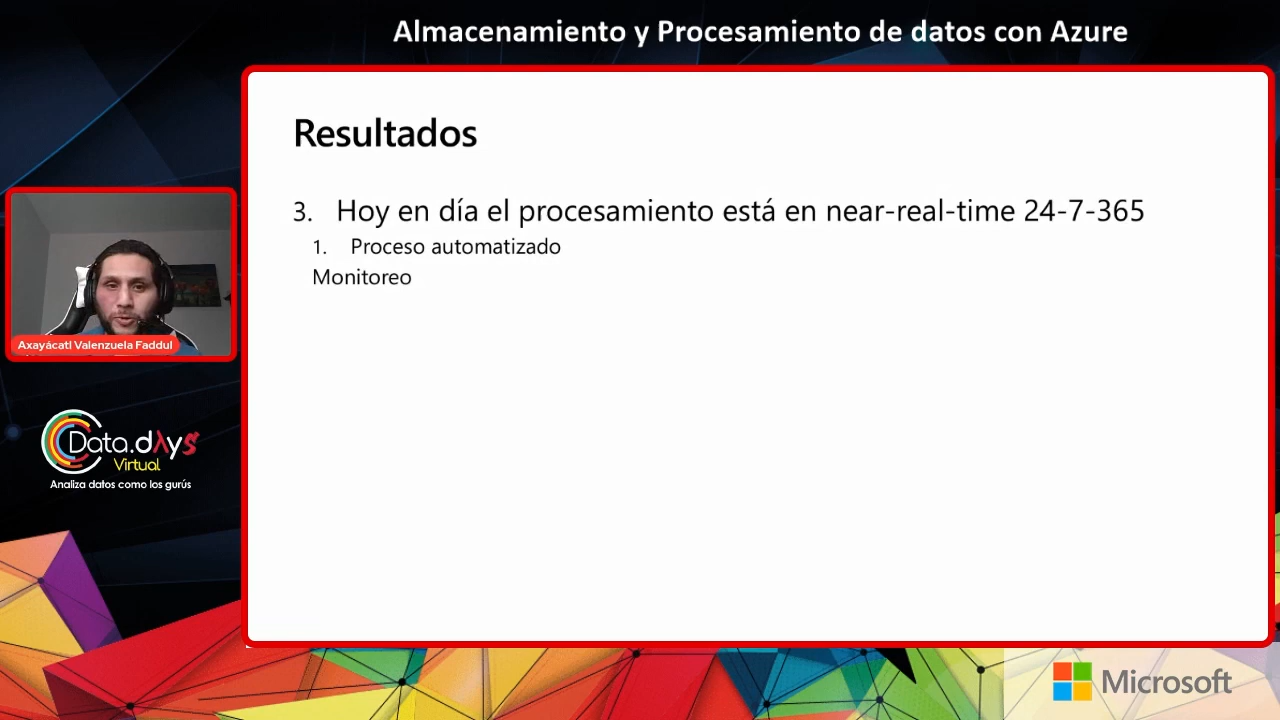 Almacenamiento y Procesamiento de datos con Azure
Resultados
3. Hoy en día el procesamiento está en near-real-time 24-7-365
1. Proceso automatizado
Monitoreo
Axayácatl Valenzuela Faddul
Data.dAys
Virtual
Analiza datos como los gurús
Microsoft